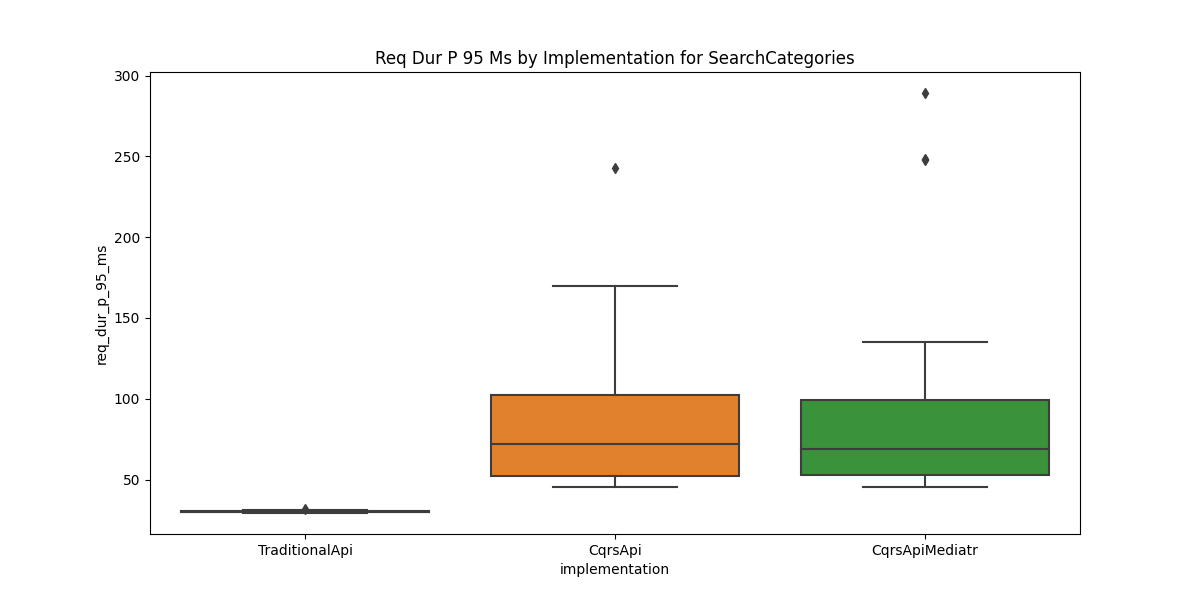 Req Dur P 95 Ms by Implementation for SearchCategories
300
250
200
150
100
50
req_dur_p_95_ms
TraditionalApi
CqrsApi
CqrsApiMediatr
implementation